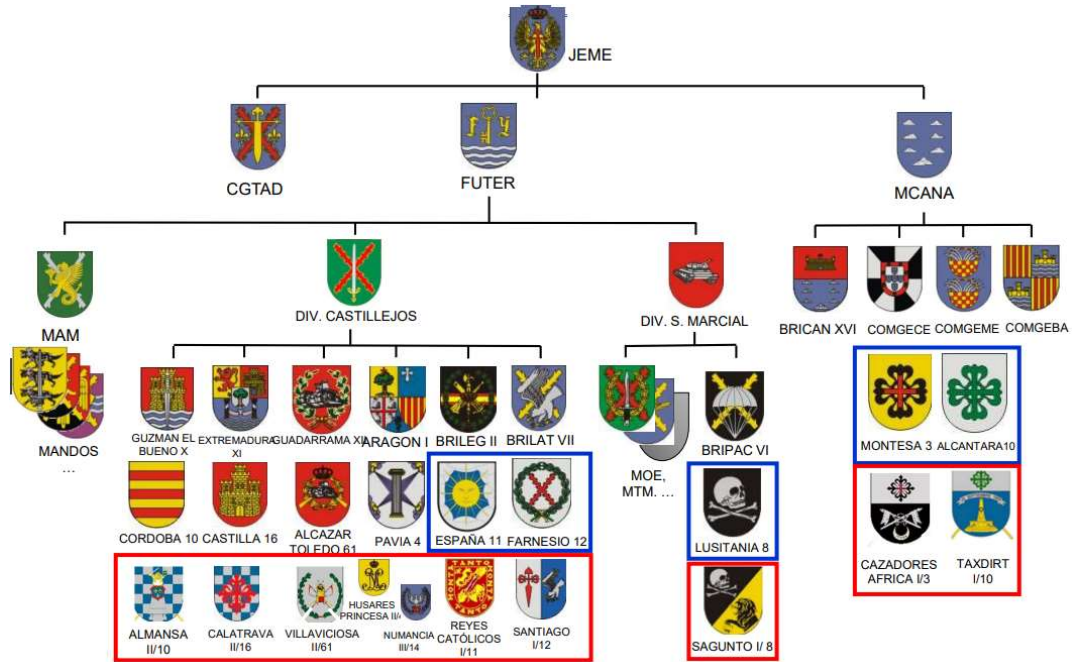 JEME
CGTAD
FUTER
MCANA
MAM
DIV. CASTILLEJOS
DIV. S. MARCIAL
BRICAN XVI
COMGECE
COMGEME
COMGEBA
MANDOS
...
GUZMAN EL
BUENO X
EXTREMADURA
XI
GUADARRAMA XII
ARAGON I
BRILEG II
BRILAT VII
MOE,
MTM. ...
BRIPAC VI
MONTESA 3
ALCANTARA10
CORDOBA 10
CASTILLA 16
ALCAZAR
TOLEDO 61
PAVIA 4
ESPAÑA 11
FARNESIO 12
LUSITANIA 8
CAZADORES
AFRICA I/3
TAXDIRT
I/10
ALMANSA
II/10
CALATRAVA
II/16
VILLAVICIOSA
II/61
HUSARES
PRINCESA II/
NUMANCIA
III/14
TANTO
MONTA
MONTA
TANTO
REYES
CATÓLICOS
I/11
SANTIAGO
I/12
SAGUNTO I/ 8